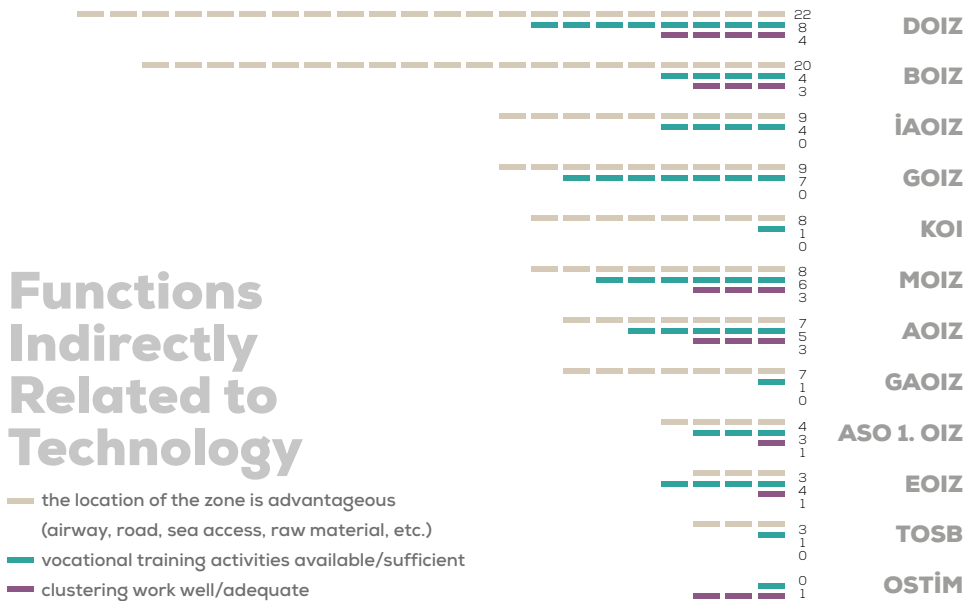 22
8
4
DOIZ
20
4
3
BOIZ
9
4
0
İAOIZ
9
7
0
GOIZ
8
1
0
KOI
8
6
3
MOIZ
7
5
3
AOIZ
7
1
0
GAOIZ
4
3
1
ASO 1. OIZ
3
4
1
EOIZ
3
1
0
TOSB
0
1
OSTİM
Functions
Indirectly
Related to
Technology
the location of the zone is advantageous
(airway, road, sea access, raw material, etc.)
vocational training activities available/sufficient
clustering work well/adequate